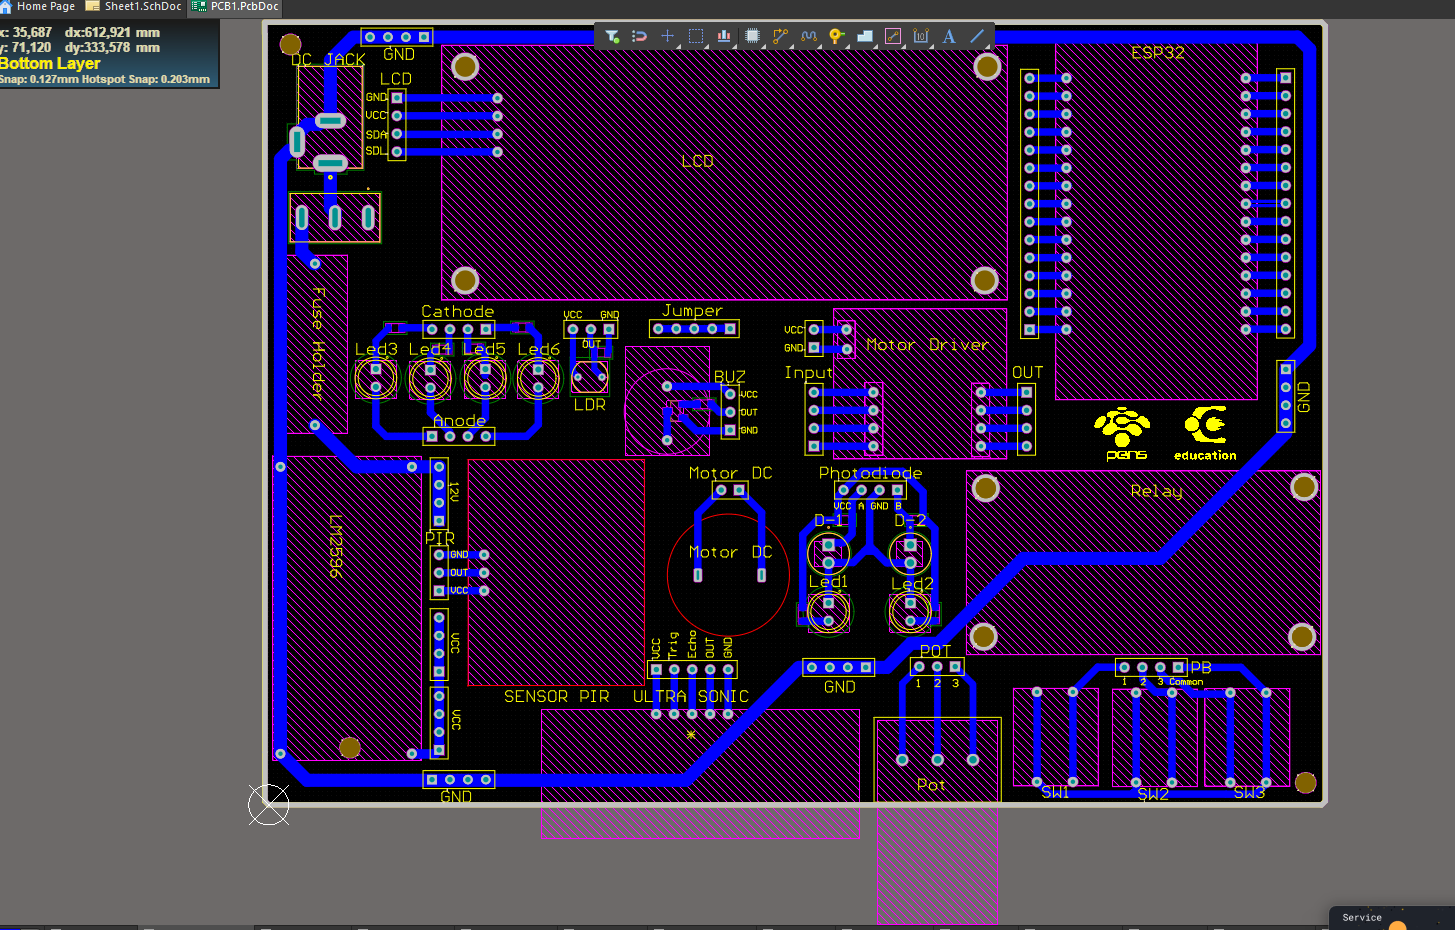 Home Page
Sheet1.SchDoc
PCB1.PcbDoc
x: 35,687 dx:612,921 mm
y: 71,120 dy:333,578 mm
Bottom Layer
Snap: 0.127mm Hotspot Snap: 0.203mm
GND
DC JACK
LCD
GND
VCC
SDA
SDL
LCD
ESP32
Fuse Holder
Cathode
VCC
GND
OUT
Jumper
VCC
GND
Motor Driver
Led3
Led4
Led5
Led6
LDR
BUZ
VCC
OUT
GND
Input
OUT
GND
Anode
pens
education
Motor DC
Photodiode
VCC A GND B
Relay
12V
LM2596
PIR
GND
OUT
VCC
D-1
D-2
Motor DC
Led1
Led2
VCC
VCC
VCC
Trig
Echo
OUT
GND
SENSOR PIR
ULTRA SONIC
GND
POT
1 2 3
PB
1 2 3 Common
Pot
SW1
SW2
SW3
GND
Service